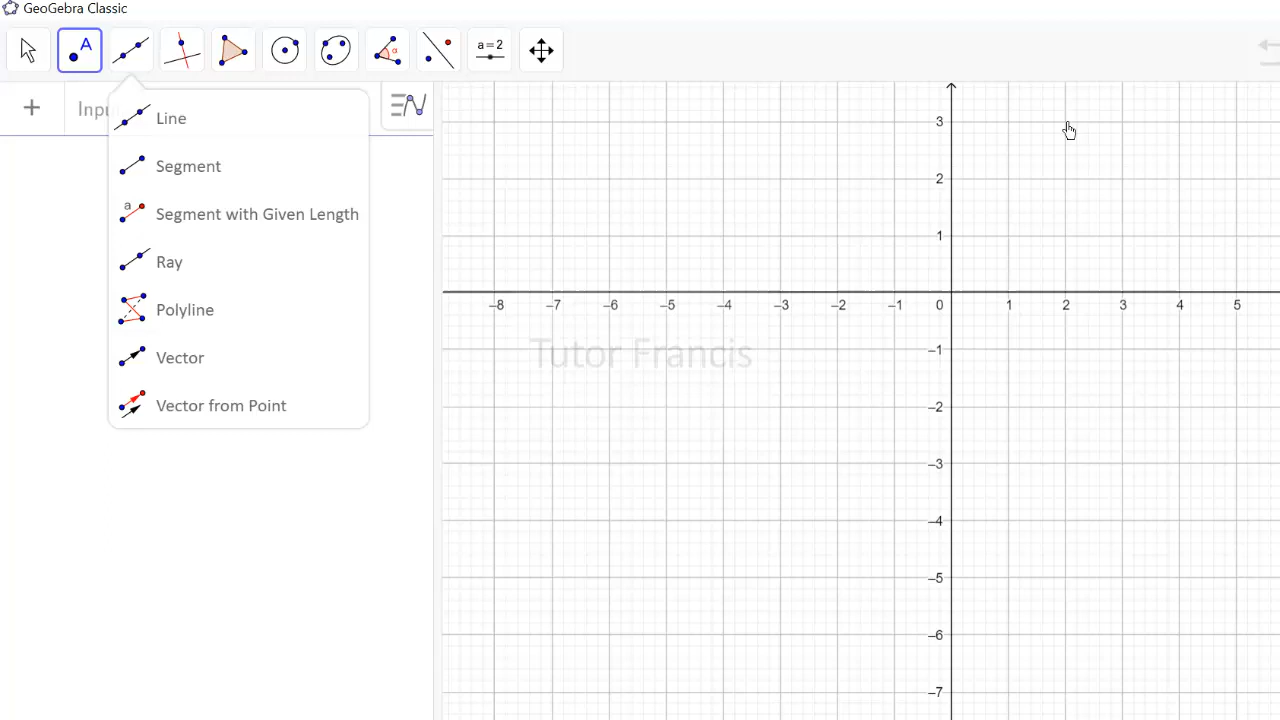 GeoGebra Classic
A
α
a=2
+
Inpu
Line
Segment
a
Segment with Given Length
Ray
Polyline
Vector
Vector from Point
3
2
1
–8 –7 –6 –5 –4 –3 –2 –1 0 1 2 3 4 5
–1
Tutor Francis
–2
–3
–4
–5
–6
–7